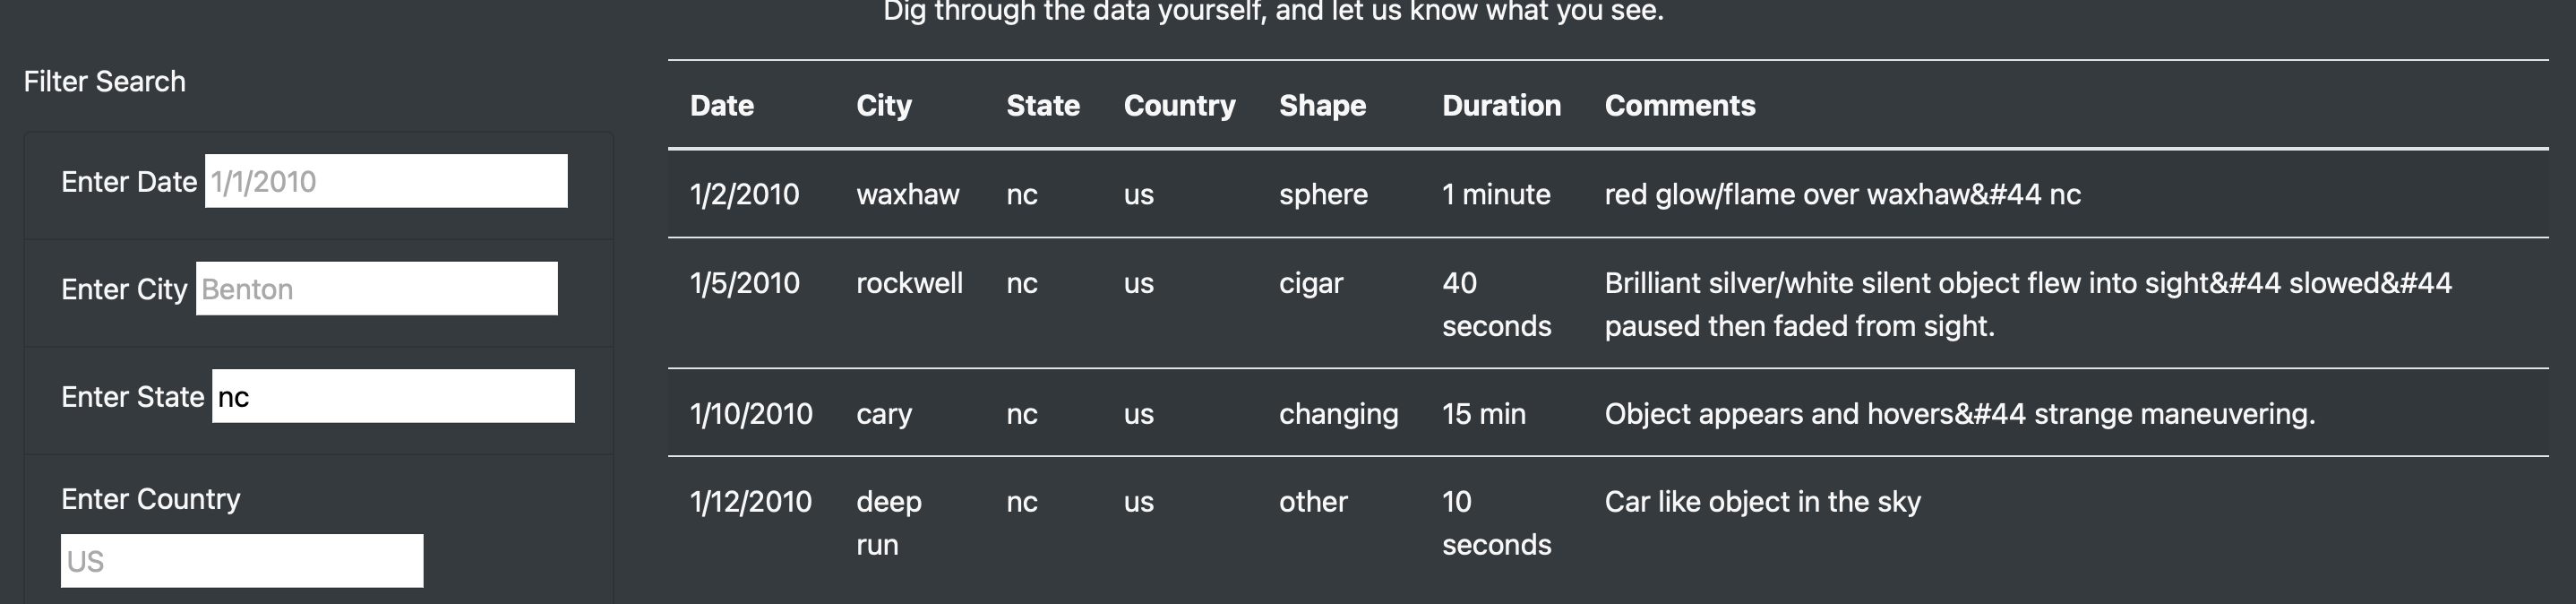 Dig through the data yourself, and let us know what you see.
Filter Search
Enter Date 1/1/2010
Enter City Benton
Enter State nc
Enter Country
US
Date City State Country Shape Duration Comments
1/2/2010 waxhaw nc us sphere 1 minute red glow/flame over waxhaw&#44 nc
1/5/2010 rockwell nc us cigar 40 Brilliant silver/white silent object flew into sight&#44 slowed&#44
seconds paused then faded from sight.
1/10/2010 cary nc us changing 15 min Object appears and hovers&#44 strange maneuvering.
1/12/2010 deep nc us other 10 Car like object in the sky
run seconds